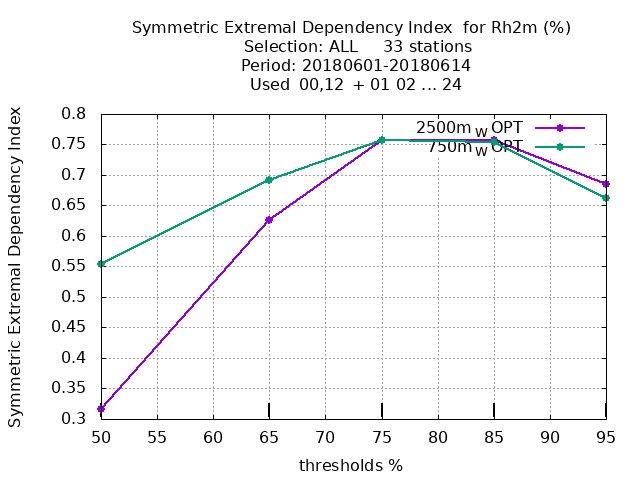 Symmetric Extremal Dependency Index for Rh2m (%)
Selection: ALL 33 stations
Period: 20180601-20180614
Used 00,12 + 01 02 ... 24
Symmetric Extremal Dependency Index
0.8
0.75
0.7
0.65
0.6
0.55
0.5
0.45
0.4
0.35
0.3
2500m W OPT
750m W OPT
50 55 60 65 70 75 80 85 90 95
thresholds %